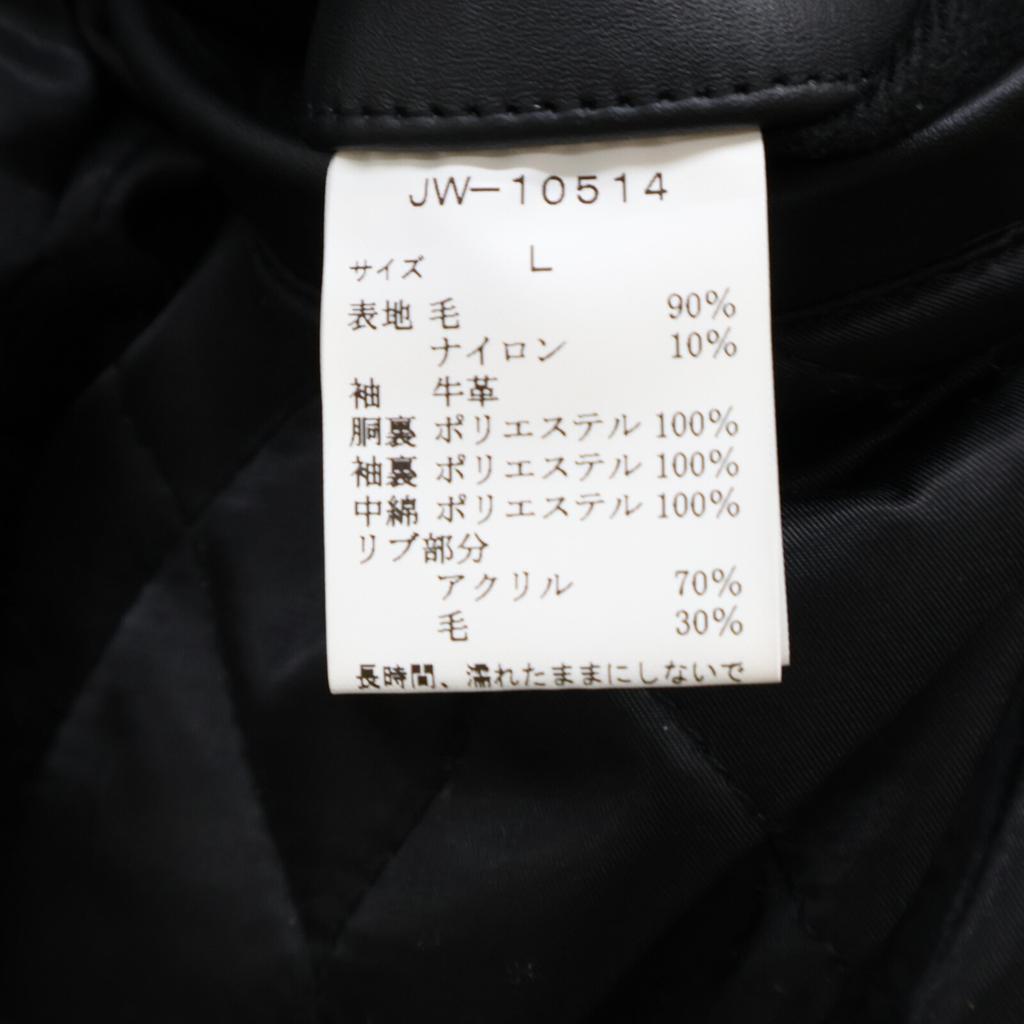 JW-10514
サイズ L
表地 毛 90%
ナイロン 10%
袖 牛革
胴裏 ポリエステル 100%
袖裏 ポリエステル 100%
中綿 ポリエステル 100%
リブ部分
アクリル 70%
毛 30%
長時間、濡れたままにしないで